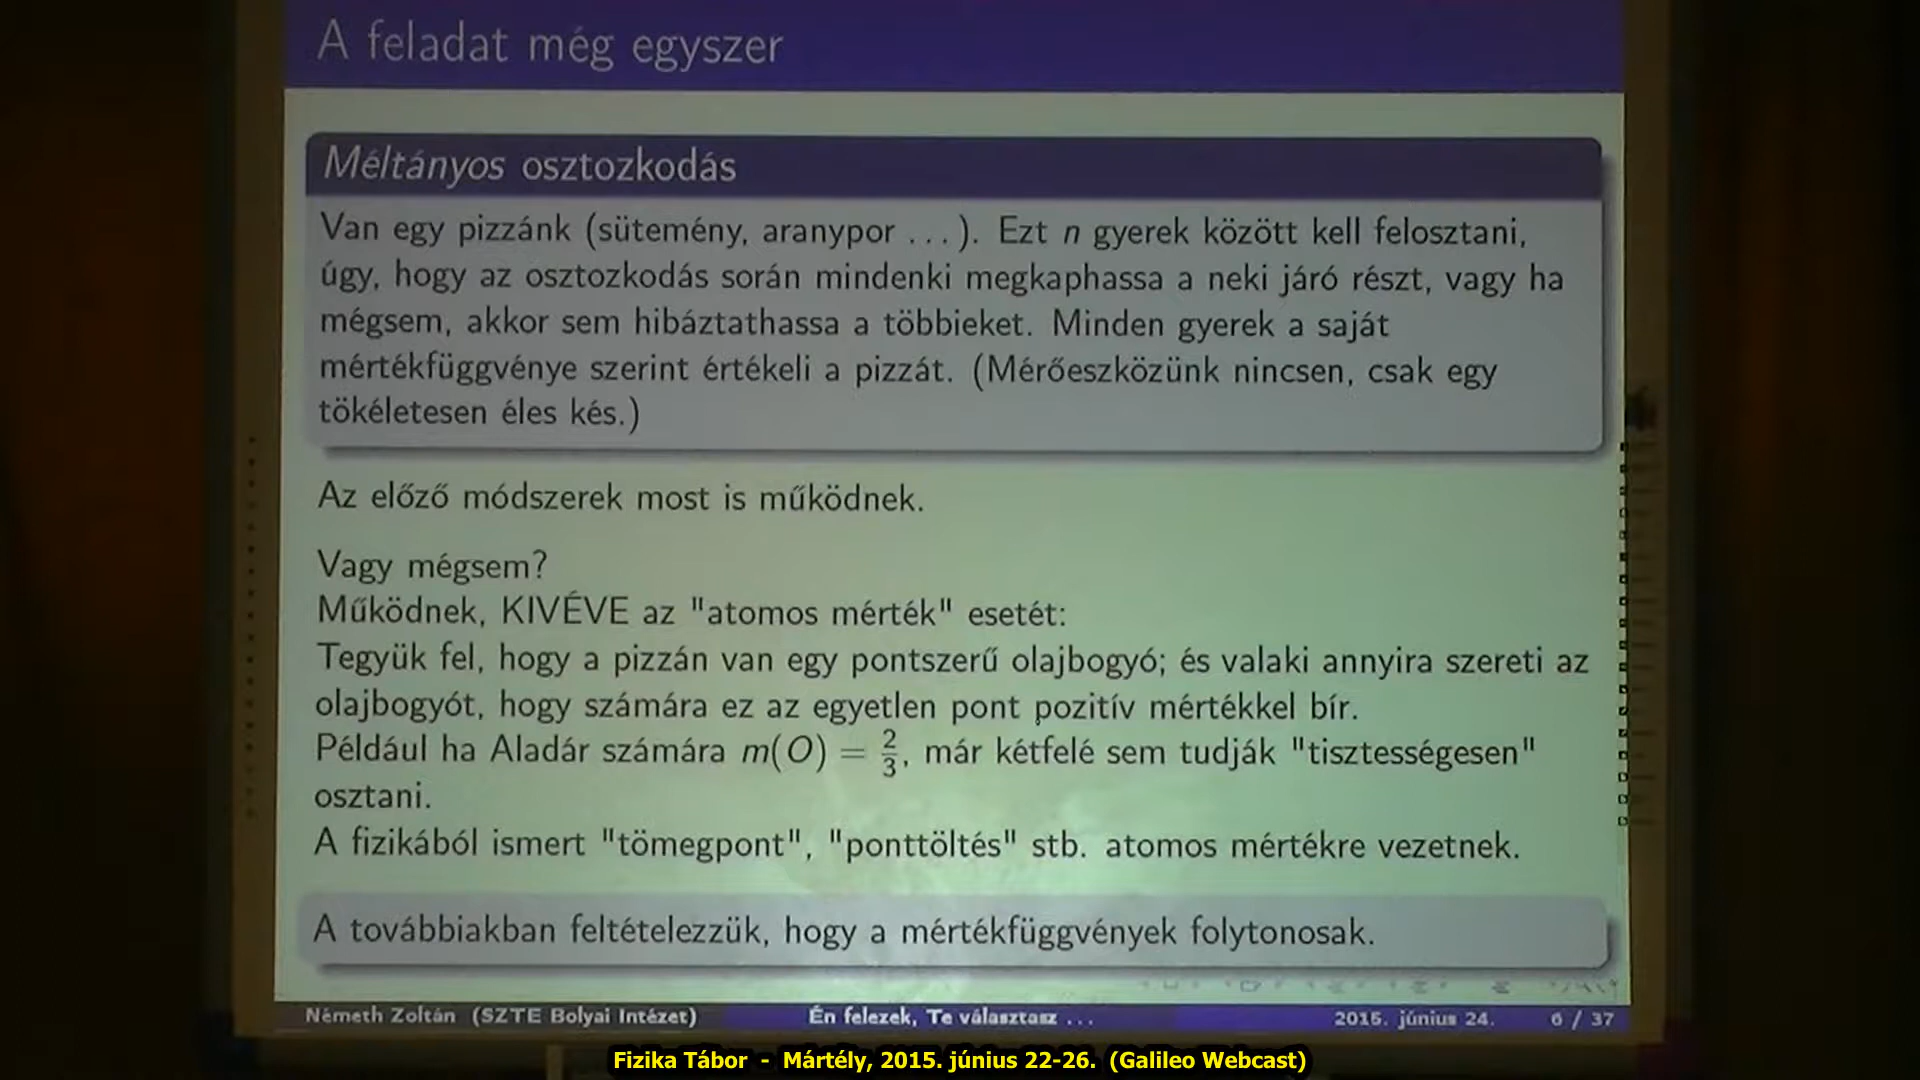 A feladat még egyszer
Méltányos osztozkodás
Van egy pizzánk (sütemény, aranypor ...). Ezt n gyerek között kell felosztani,
úgy, hogy az osztozkodás során mindenki megkaphassa a neki járó részt, vagy ha
mégsem, akkor sem hibáztathassa a többieket. Minden gyerek a saját
mértékfüggvénye szerint értékeli a pizzát. (Mérőeszközünk nincsen, csak egy
tökéletesen éles kés.)
Az előző módszerek most is működnek.
Vagy mégsem?
Működnek, KIVÉVE az "atomos mérték" esetét:
Tegyük fel, hogy a pizzán van egy pontszerű olajbogyó; és valaki annyira szereti az
olajbogyót, hogy számára ez az egyetlen pont pozitív mértékkel bír.
Például ha Aladár számára m(O) = 2/3, már kétfelé sem tudják "tisztességesen"
osztani.
A fizikából ismert "tömegpont", "ponttöltés" stb. atomos mértékre vezetnek.
A továbbiakban feltételezzük, hogy a mértékfüggvények folytonosak.
Németh Zoltán (SZTE Bolyai Intézet) Én felezek, Te választasz ... 2015. június 24. 6 / 37
Fizika Tábor - Mártély, 2015. június 22-26. (Galileo Webcast)